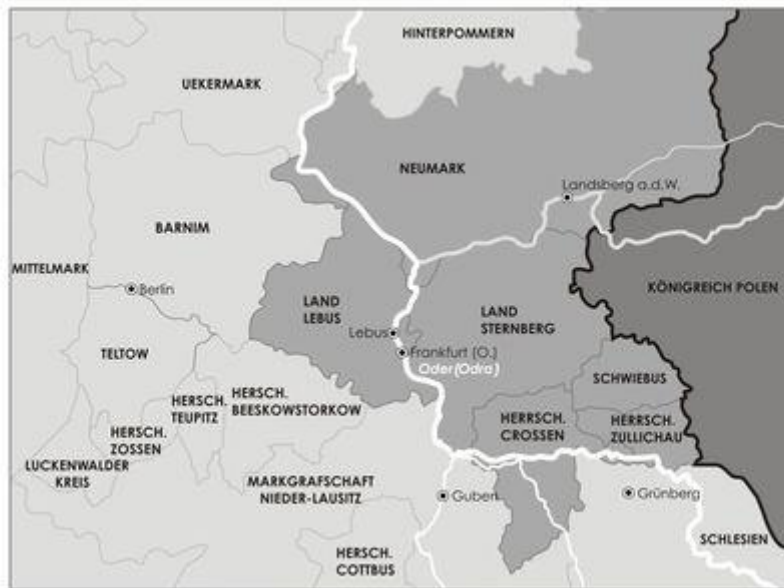 HINTERPOMMERN
UEKERMARK
NEUMARK
Landsberg a.d.W.
BARNIM
MITTELMARK
Berlin
KÖNIGREICH POLEN
LAND
LEBUS
LAND
STERNBERG
Lebus
TELTOW
Frankfurt (O.)
Oder(Odra)
SCHWIEBUS
HERSCH.
TEUPITZ
HERSCH.
BEESKOWSTORKOW
HERRSCH.
CROSSEN
HERRSCH.
ZULLICHAU
HERSCH.
ZOSSEN
LUCKENWALDER
KREIS
MARKGRAFSCHAFT
NIEDER-LAUSITZ
Guben
Grünberg
SCHLESIEN
HERSCH.
COTTBUS